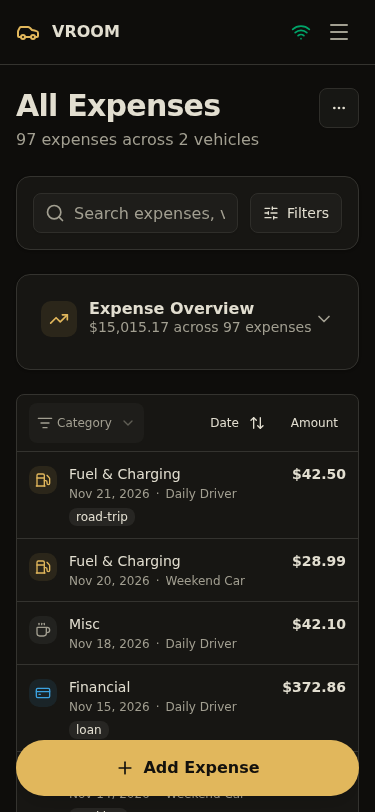 VROOM
All Expenses
97 expenses across 2 vehicles
Search expenses,
Filters
Expense Overview
$15,015.17 across 97 expenses
Category Date Amount
Fuel & Charging $42.50
Nov 21, 2026 · Daily Driver
road-trip
Fuel & Charging $28.99
Nov 20, 2026 · Weekend Car
Misc $42.10
Nov 18, 2026 · Daily Driver
Financial $372.86
Nov 15, 2026 · Daily Driver
loan
Add Expense